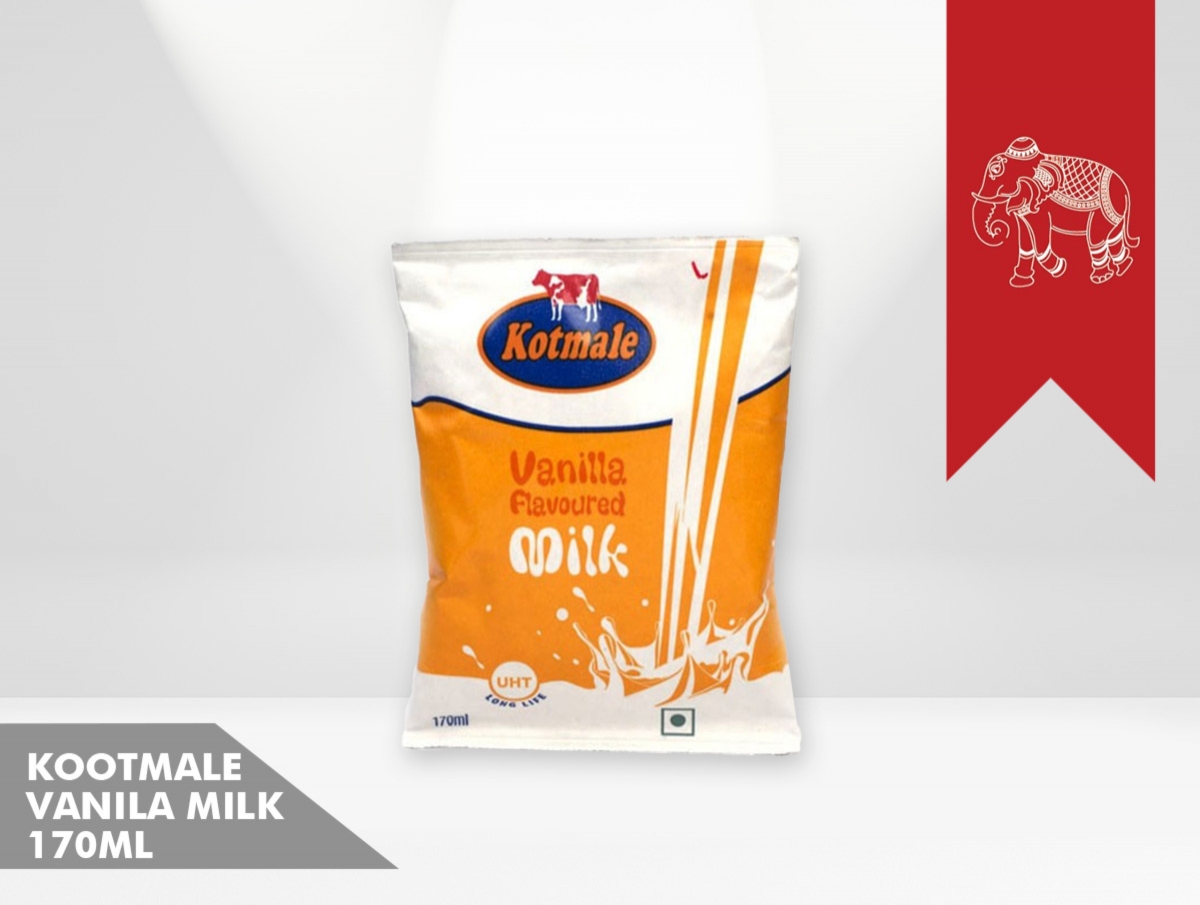 Kotmale
Vanilla
Flavoured
Milk
UHT
LONG LIFE
170ml
KOOTMALE
VANILA MILK
170ML